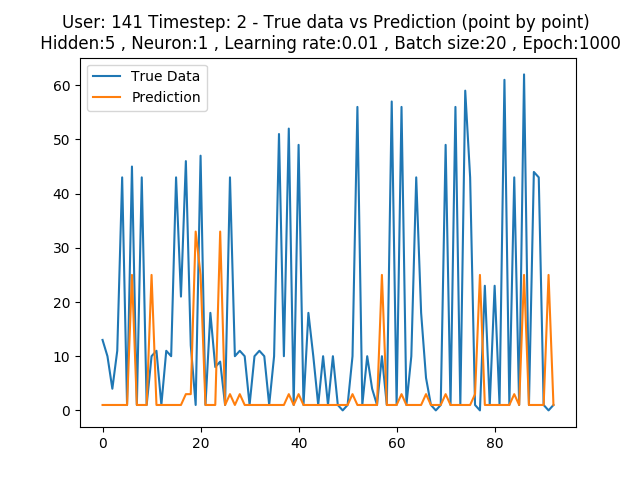 User: 141 Timestep: 2 - True data vs Prediction (point by point)
Hidden:5 , Neuron:1 , Learning rate:0.01 , Batch size:20 , Epoch:1000
True Data
Prediction
60
50
40
30
20
10
0
0 20 40 60 80